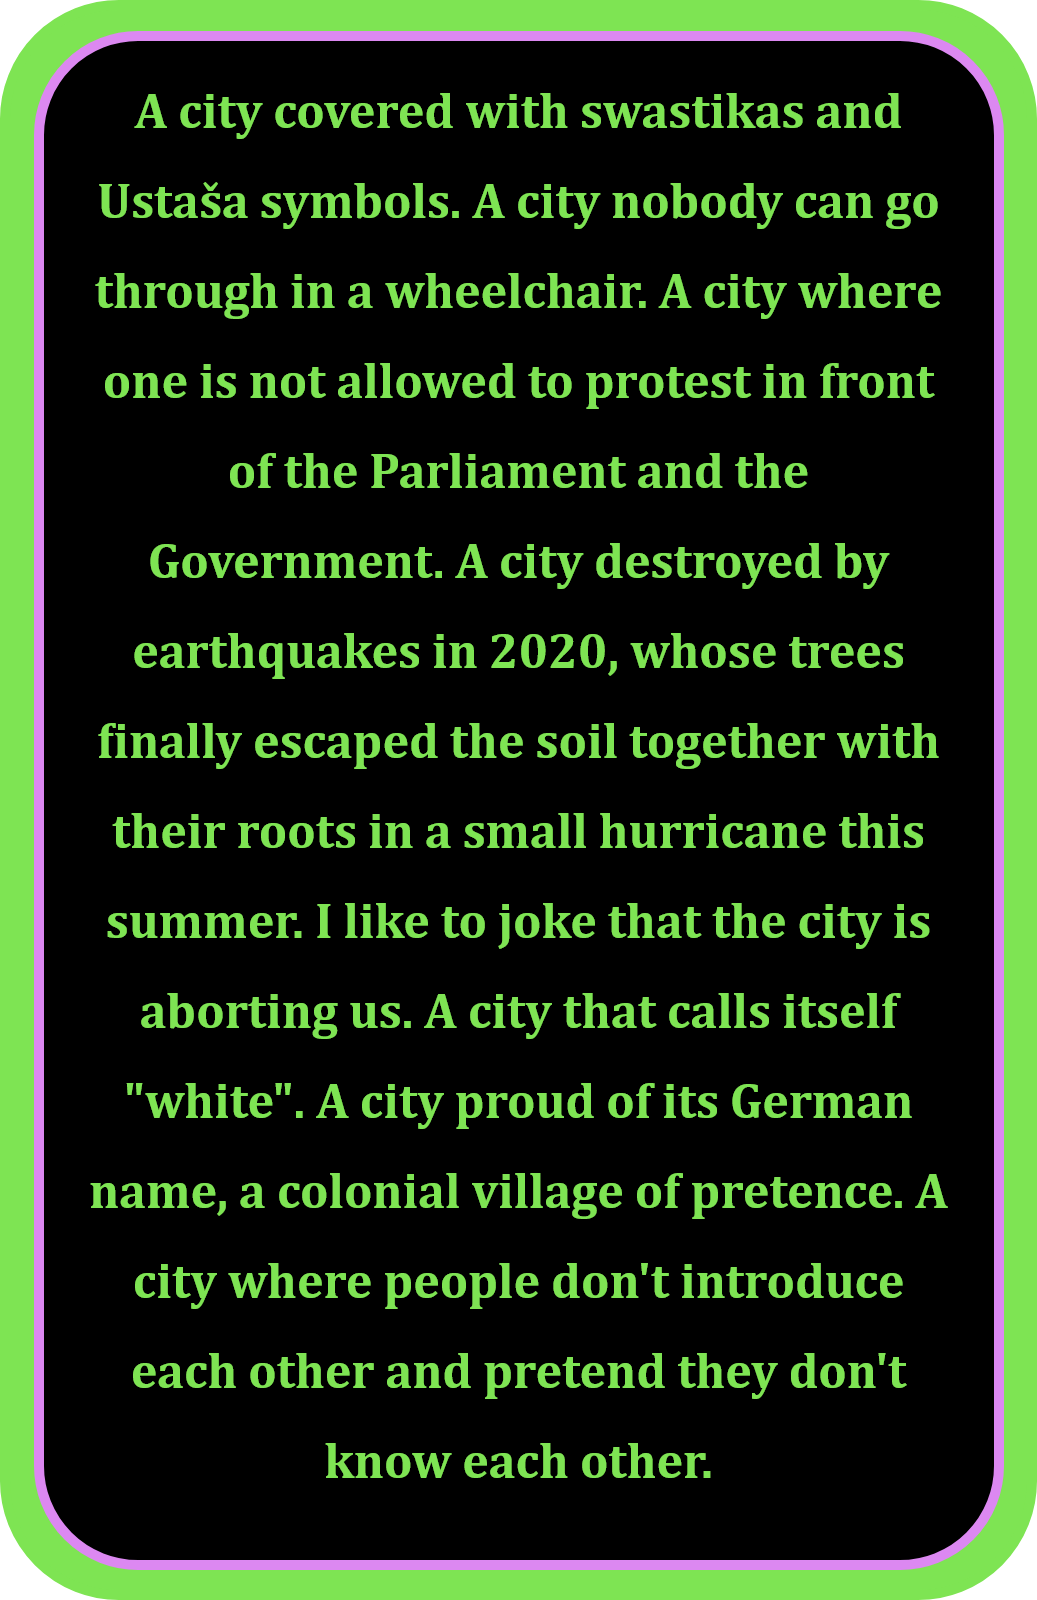 A city covered with swastikas and
Ustaša symbols. A city nobody can go
through in a wheelchair. A city where
one is not allowed to protest in front
of the Parliament and the
Government. A city destroyed by
earthquakes in 2020, whose trees
finally escaped the soil together with
their roots in a small hurricane this
summer. I like to joke that the city is
aborting us. A city that calls itself
"white". A city proud of its German
name, a colonial village of pretence. A
city where people don't introduce
each other and pretend they don't
know each other.